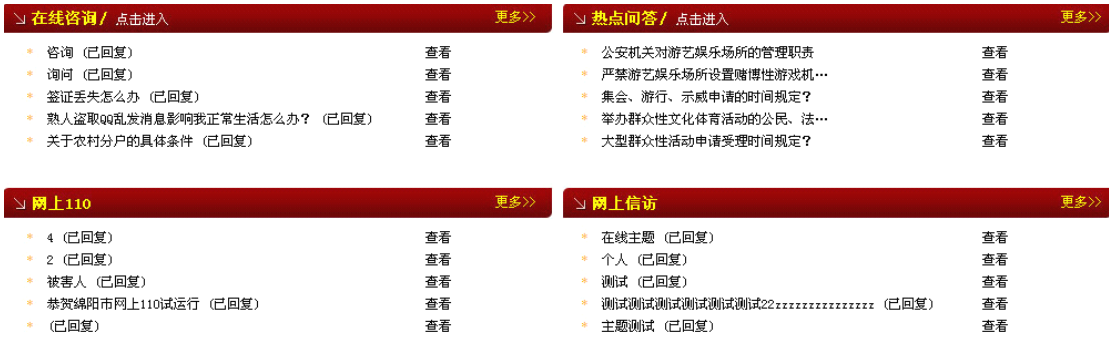 在线咨询/ 点击进入 更多>>
* 咨询 (已回复) 查看
* 询问 (已回复) 查看
* 签证丢失怎么办 (已回复) 查看
* 熟人盗取QQ乱发消息影响我正常生活怎么办? (已回复) 查看
* 关于农村分户的具体条件 (已回复) 查看
热点问答/ 点击进入 更多>>
* 公安机关对游艺娱乐场所的管理职责 查看
* 严禁游艺娱乐场所设置赌博性游戏机… 查看
* 集会、游行、示威申请的时间规定? 查看
* 举办群众性文化体育活动的公民、法… 查看
* 大型群众性活动申请受理时间规定? 查看
网上110 更多>>
* 4 (已回复) 查看
* 2 (已回复) 查看
* 被害人 (已回复) 查看
* 恭贺绵阳市网上110试运行 (已回复) 查看
* (已回复) 查看
网上信访 更多>>
* 在线主题 (已回复) 查看
* 个人 (已回复) 查看
* 测试 (已回复) 查看
* 测试测试测试测试测试测试22zzzzzzzzzzzzzzz (已回复) 查看
* 主题测试 (已回复) 查看